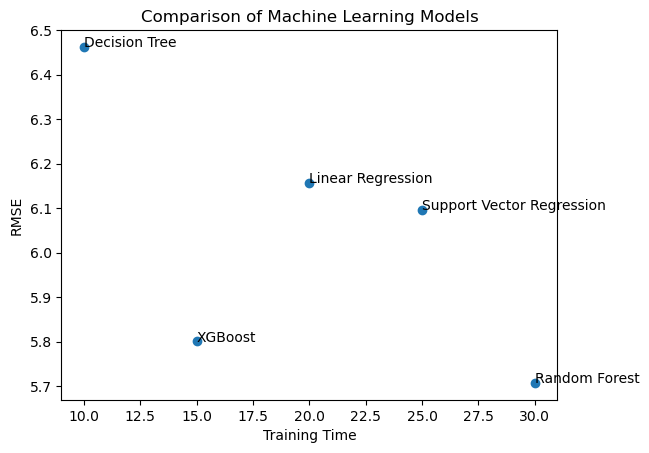 Comparison of Machine Learning Models
6.5
Decision Tree
6.4
6.3
6.2
Linear Regression
6.1
Support Vector Regression
6.0
5.9
5.8
XGBoost
5.7
Random Forest
RMSE
10.0 12.5 15.0 17.5 20.0 22.5 25.0 27.5 30.0
Training Time